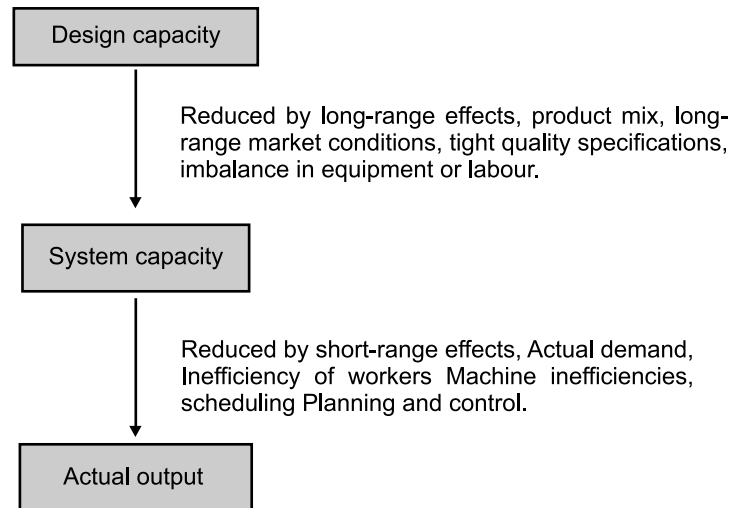 Design capacity
Reduced by long-range effects, product mix, long-
range market conditions, tight quality specifications,
imbalance in equipment or labour.
System capacity
Reduced by short-range effects, Actual demand,
Inefficiency of workers Machine inefficiencies,
scheduling Planning and control.
Actual output